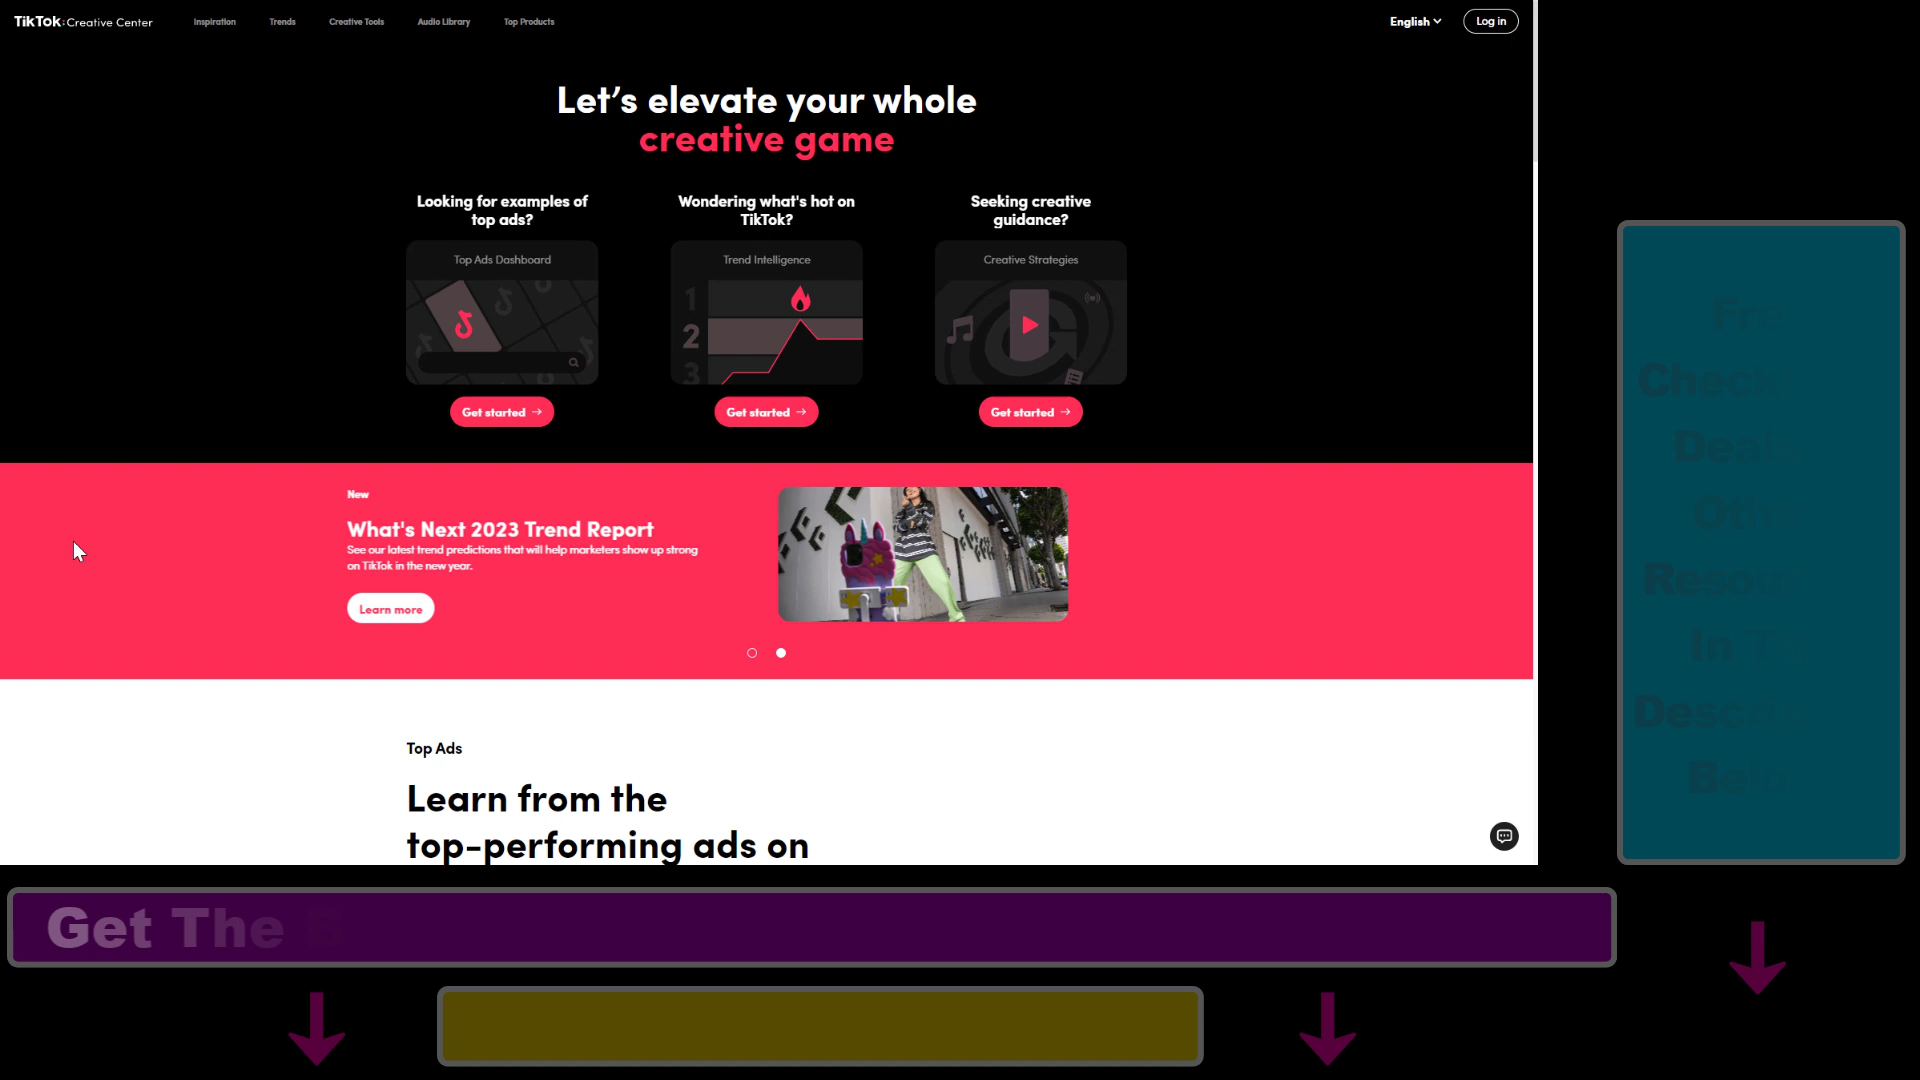 TikTok: Creative Center
Inspiration
Trends
Creative Tools
Audio Library
Top Products
English
Log in
Let's elevate your whole
creative game
Looking for examples of
top ads?
Wondering what's hot on
TikTok?
Seeking creative
guidance?
Top Ads Dashboard
Trend Intelligence
Creative Strategies
1
2
3
Get started
Get started
Get started
New
What's Next 2023 Trend Report
See our latest trend predictions that will help marketers show up strong
on TikTok in the new year.
Learn more
Top Ads
Learn from the
top-performing ads on
Get The B
In